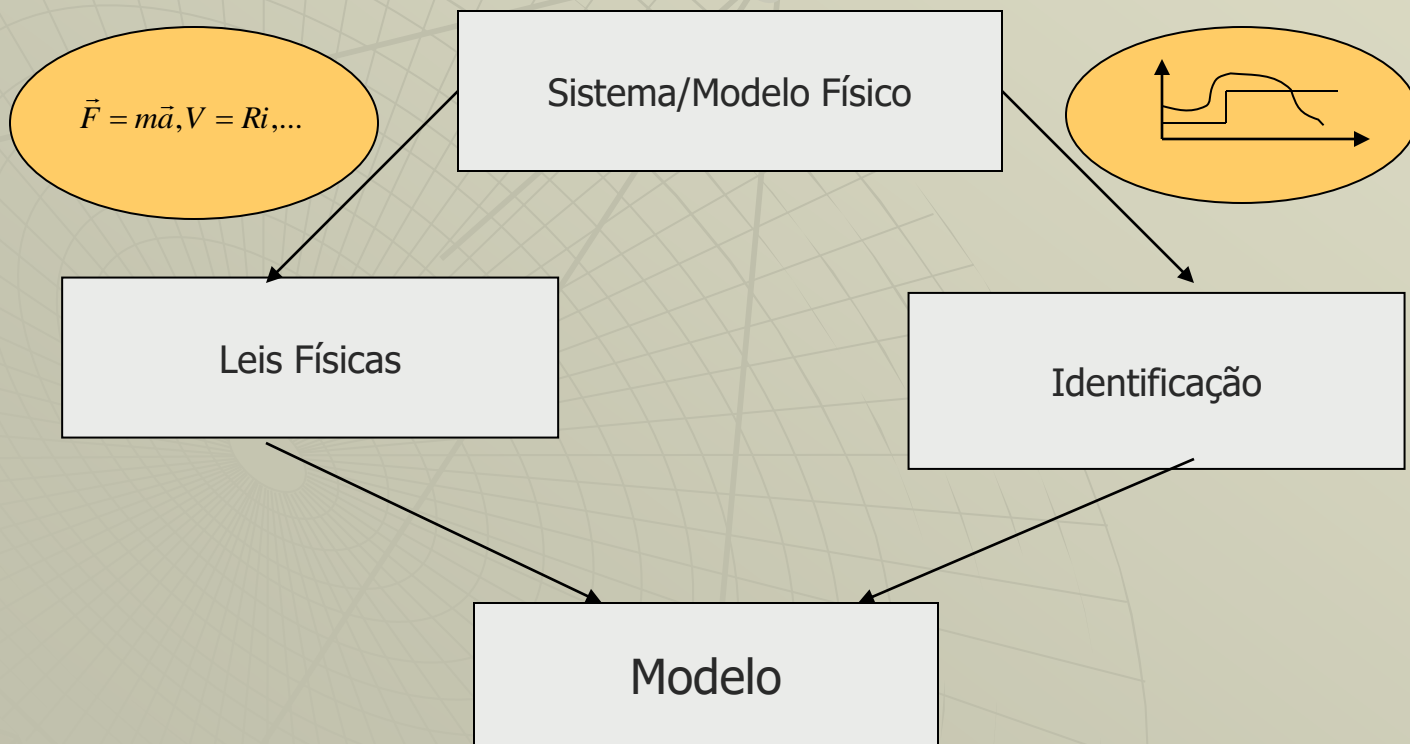 Sistema/Modelo Físico
F⃗ = ma⃗,V = Ri,...
Leis Físicas
Identificação
Modelo